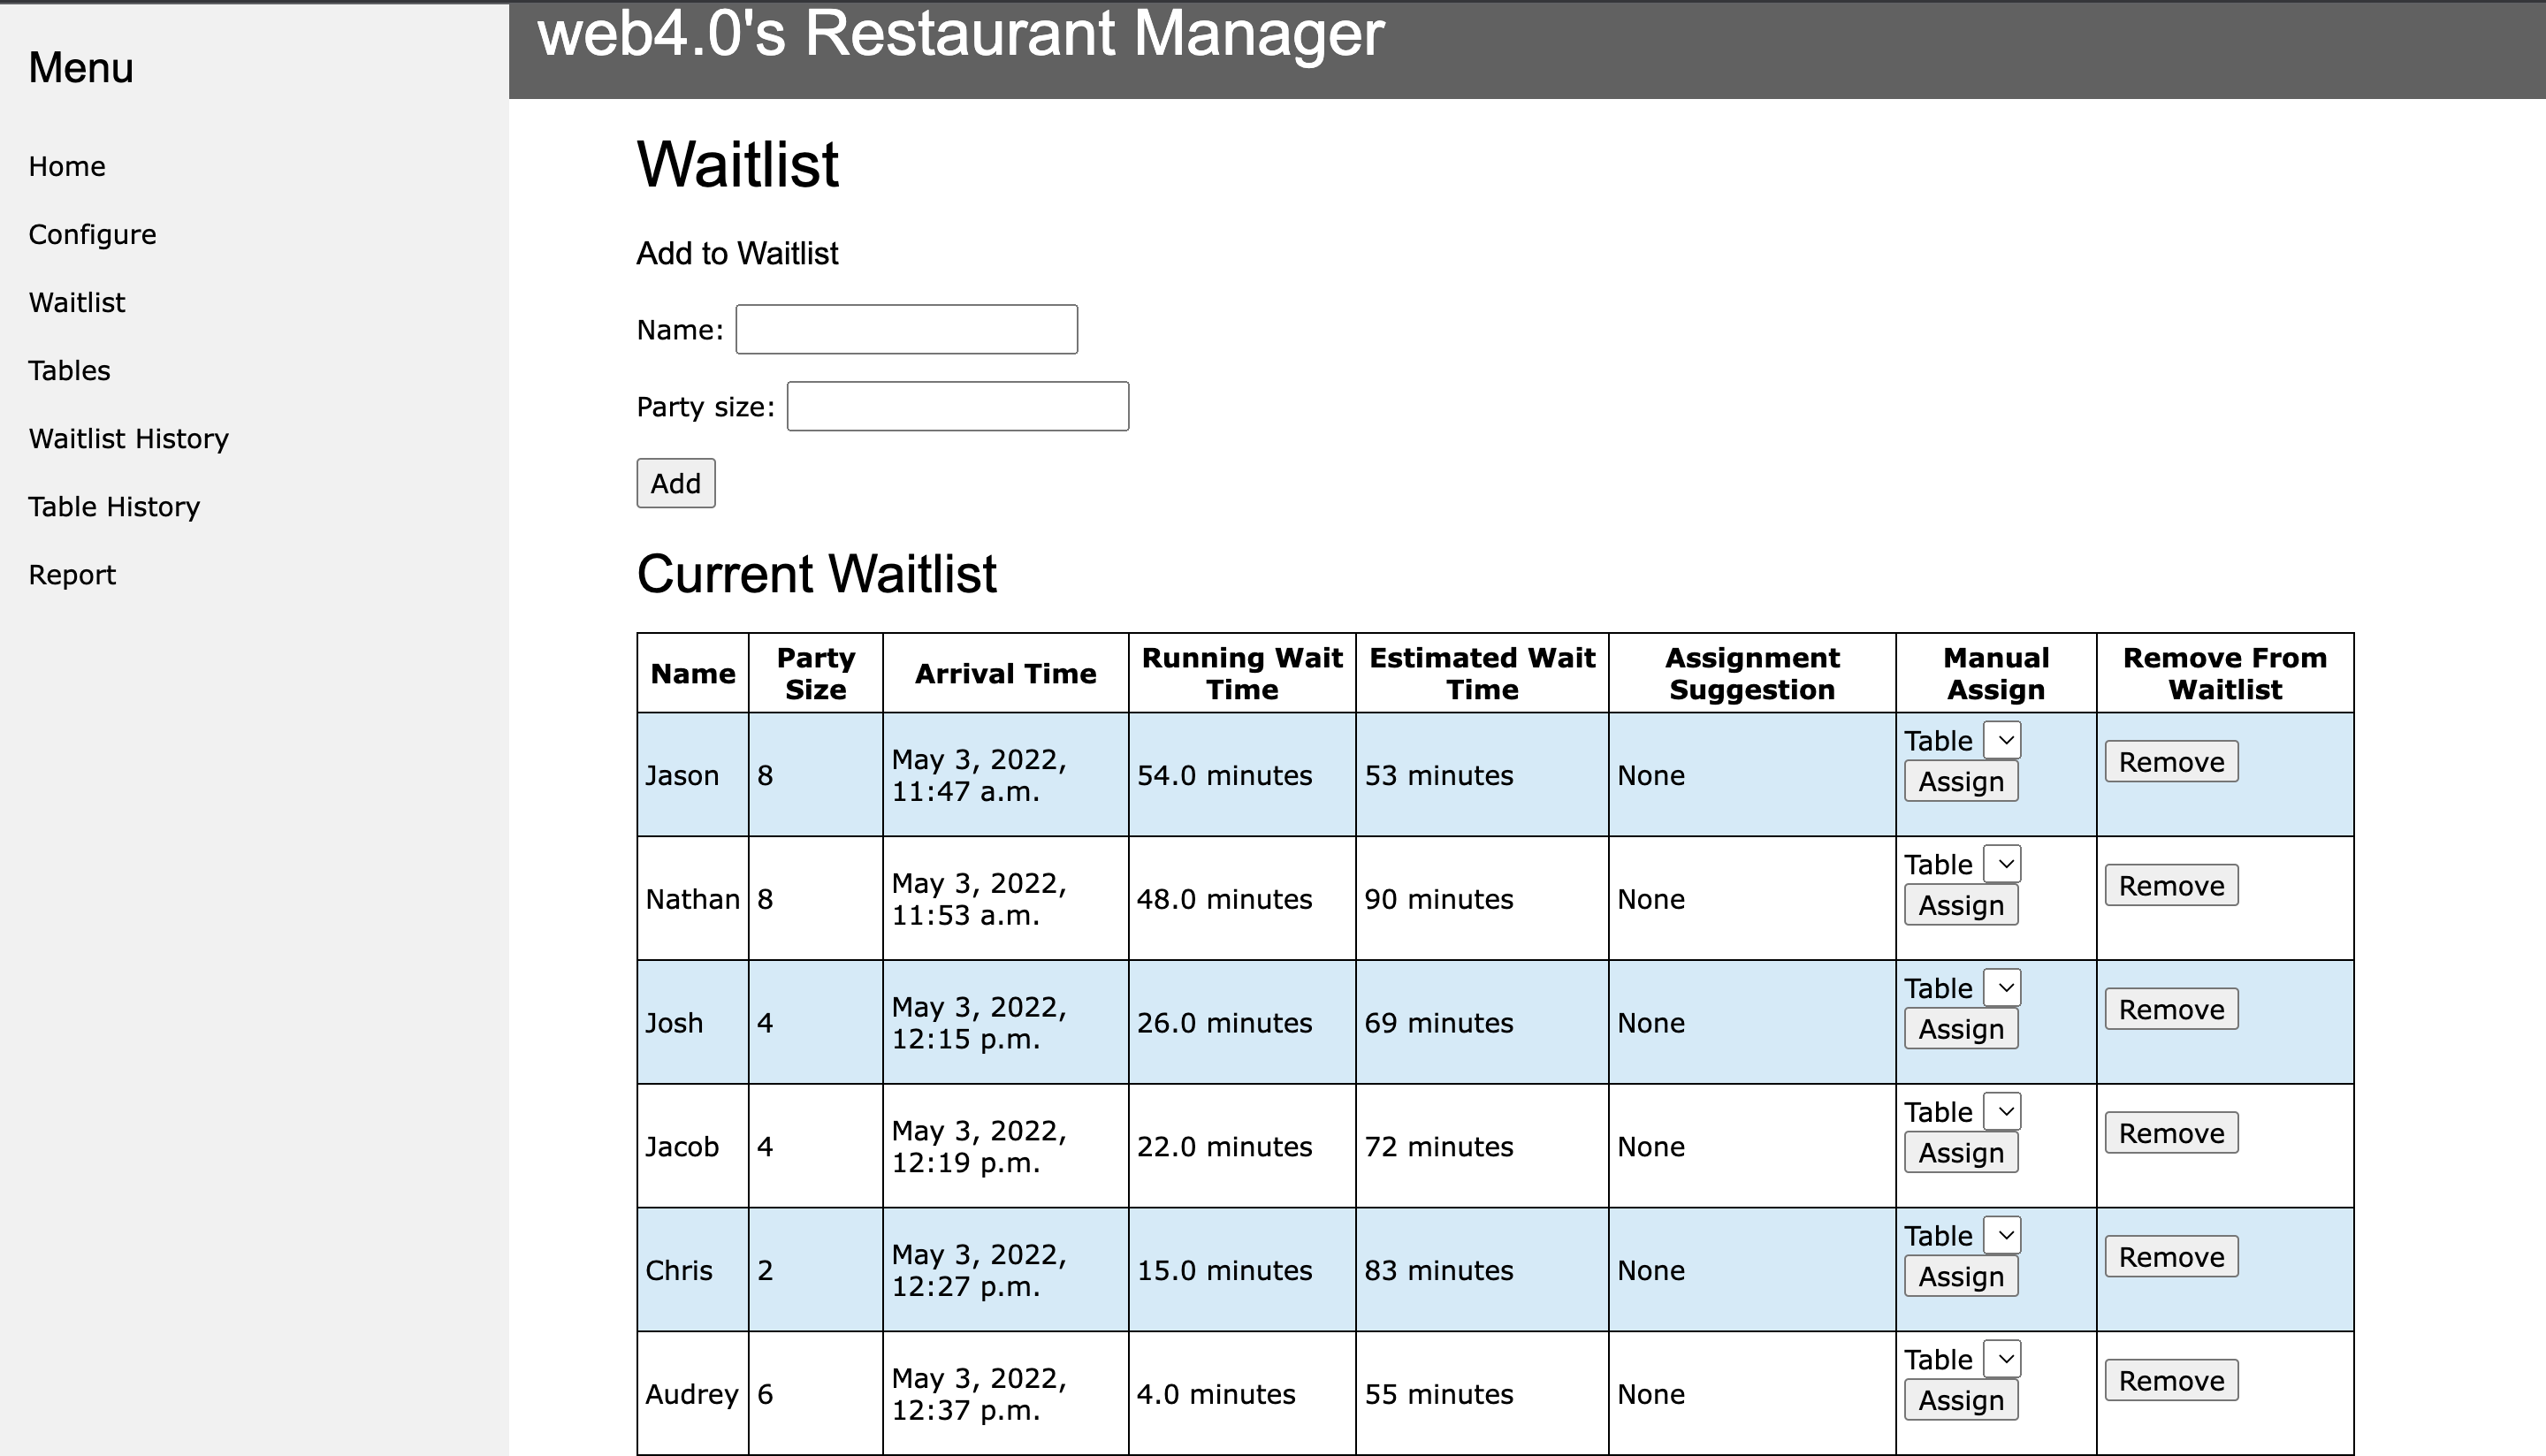 web4.0's Restaurant Manager
Menu
Home
Configure
Waitlist
Tables
Waitlist History
Table History
Report
Waitlist
Add to Waitlist
Name:
Party size:
Add
Current Waitlist
Name Party Size Arrival Time Running Wait Time Estimated Wait Time Assignment Suggestion Manual Assign Remove From Waitlist
Jason 8 May 3, 2022, 11:47 a.m. 54.0 minutes 53 minutes None Table Assign Remove
Nathan 8 May 3, 2022, 11:53 a.m. 48.0 minutes 90 minutes None Table Assign Remove
Josh 4 May 3, 2022, 12:15 p.m. 26.0 minutes 69 minutes None Table Assign Remove
Jacob 4 May 3, 2022, 12:19 p.m. 22.0 minutes 72 minutes None Table Assign Remove
Chris 2 May 3, 2022, 12:27 p.m. 15.0 minutes 83 minutes None Table Assign Remove
Audrey 6 May 3, 2022, 12:37 p.m. 4.0 minutes 55 minutes None Table Assign Remove